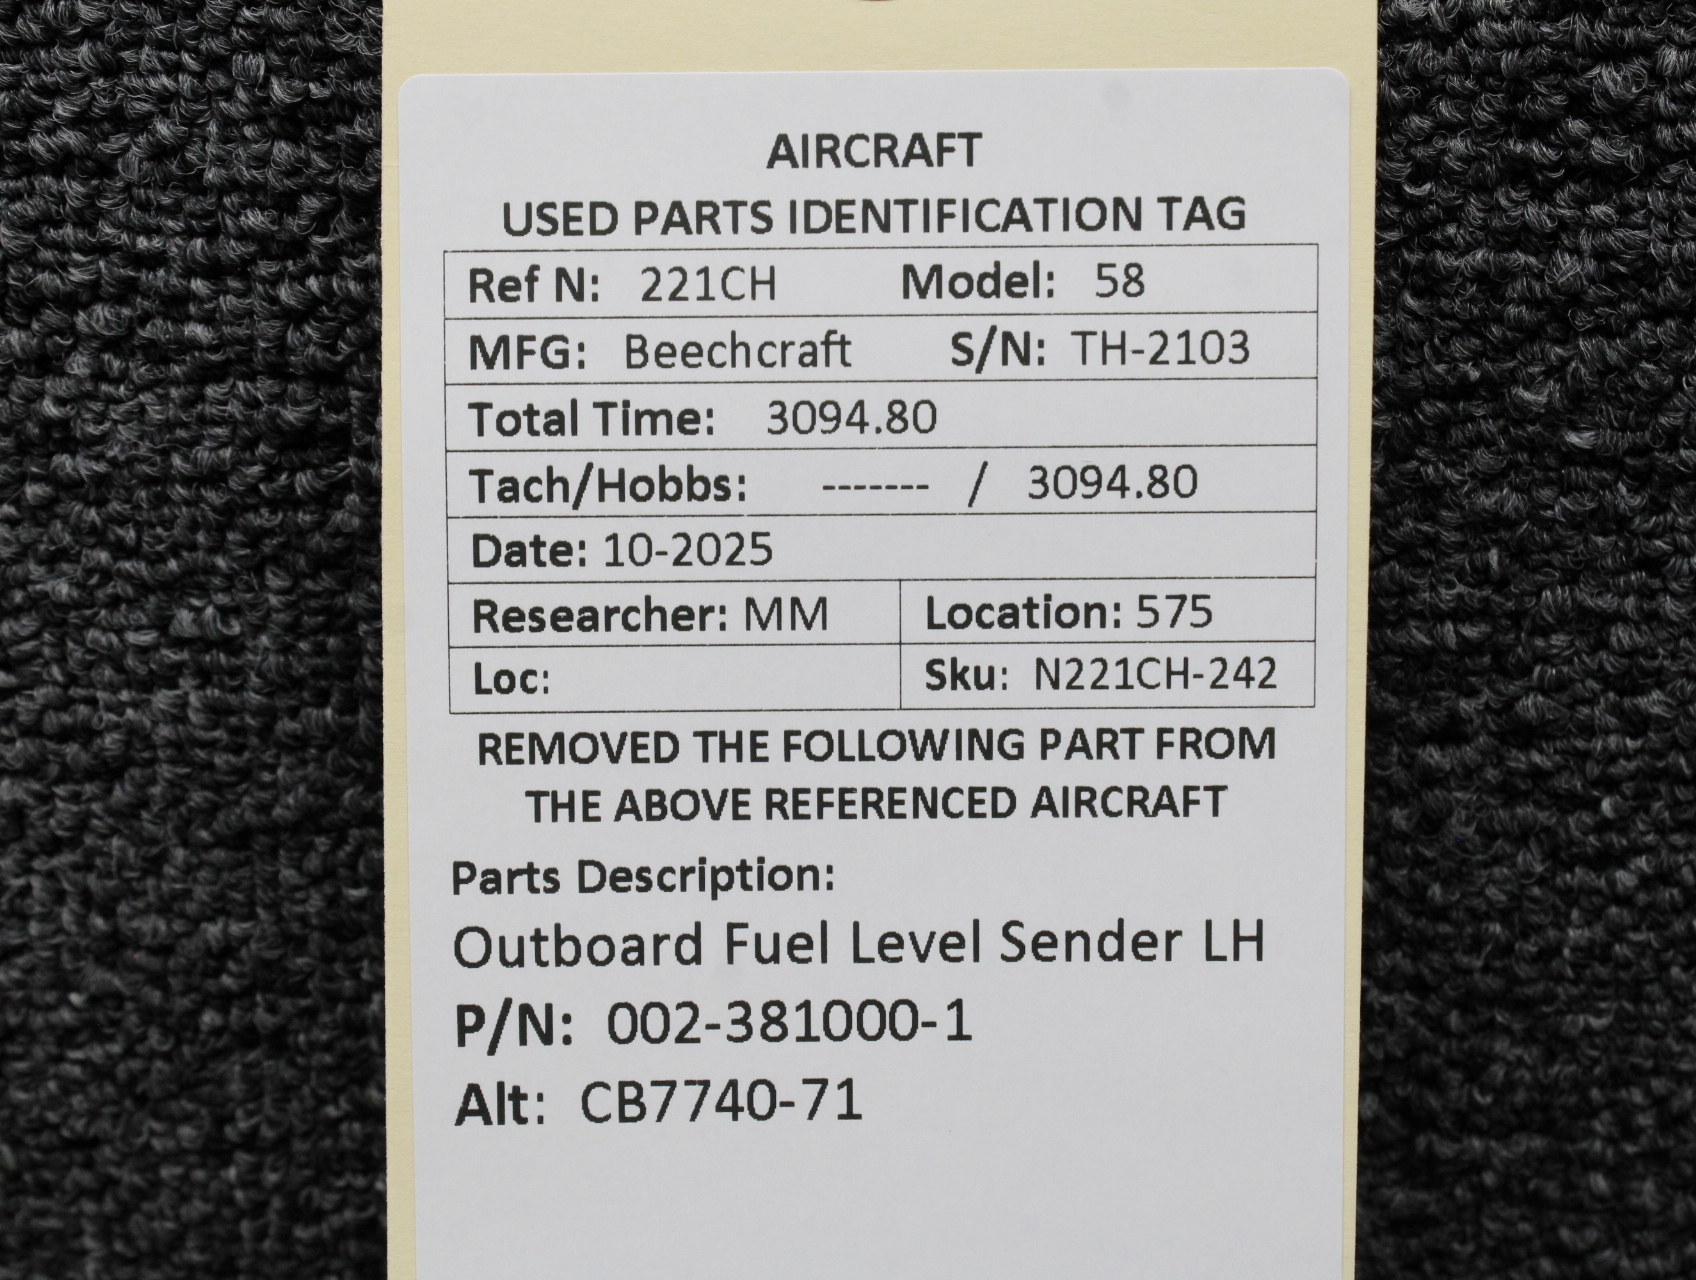 AIRCRAFT
USED PARTS IDENTIFICATION TAG
Ref N: 221CH Model: 58
MFG: Beechcraft S/N: TH-2103
Total Time: 3094.80
Tach/Hobbs: ------- / 3094.80
Date: 10-2025
Researcher: MM Location: 575
Loc: Sku: N221CH-242
REMOVED THE FOLLOWING PART FROM
THE ABOVE REFERENCED AIRCRAFT
Parts Description:
Outboard Fuel Level Sender LH
P/N: 002-381000-1
Alt: CB7740-71